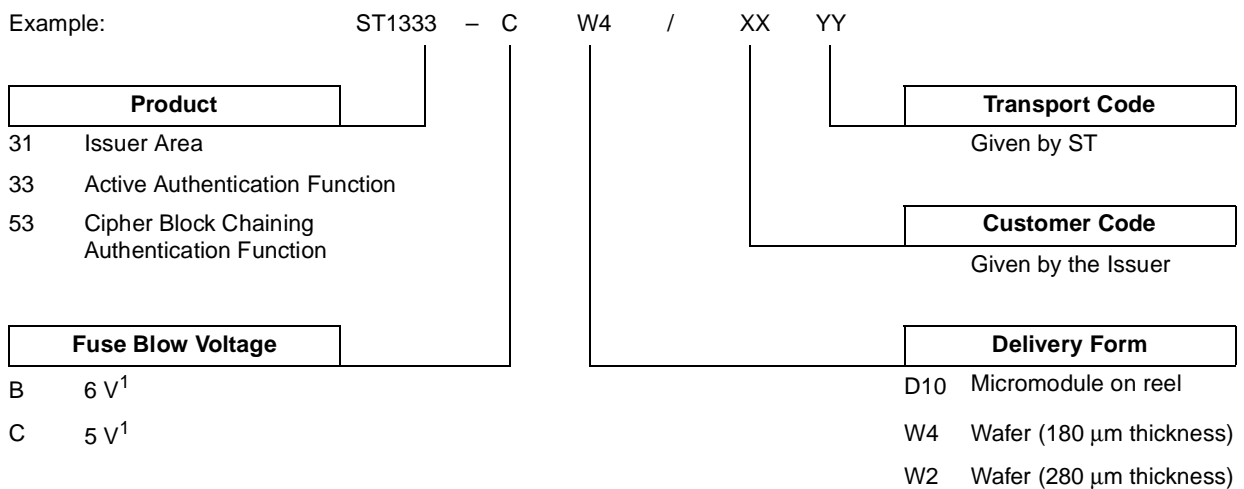 Example: ST1333 – C W4 / XX YY
Product
31 Issuer Area
33 Active Authentication Function
53 Cipher Block Chaining
Authentication Function
Transport Code
Given by ST
Customer Code
Given by the Issuer
Fuse Blow Voltage
B 6 V1
C 5 V1
Delivery Form
D10 Micromodule on reel
W4 Wafer (180 µm thickness)
W2 Wafer (280 µm thickness)